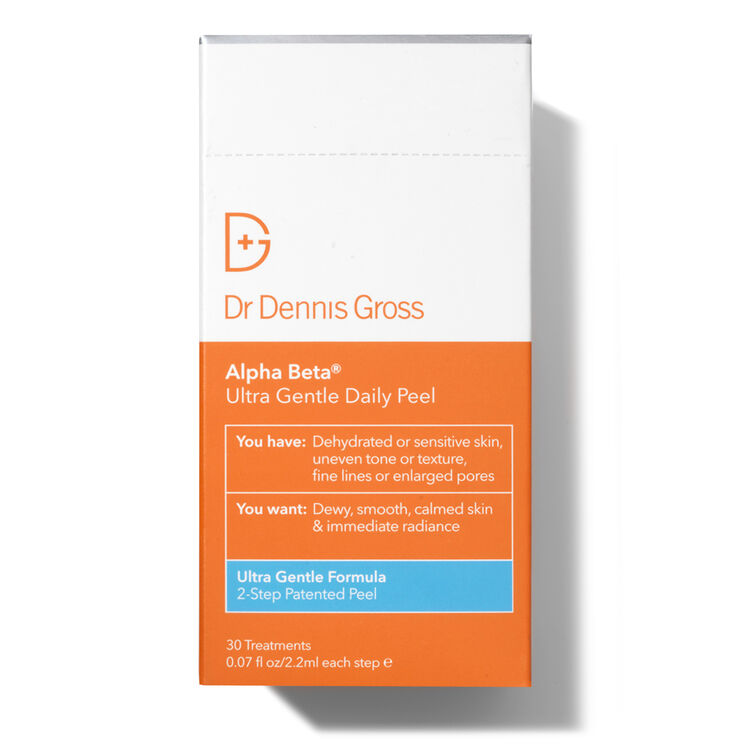 Dr Dennis Gross
Alpha Beta®
Ultra Gentle Daily Peel
You have: Dehydrated or sensitive skin,
uneven tone or texture,
fine lines or enlarged pores
You want: Dewy, smooth, calmed skin
& immediate radiance
Ultra Gentle Formula
2-Step Patented Peel
30 Treatments
0.07 fl oz/2.2ml each step ℮